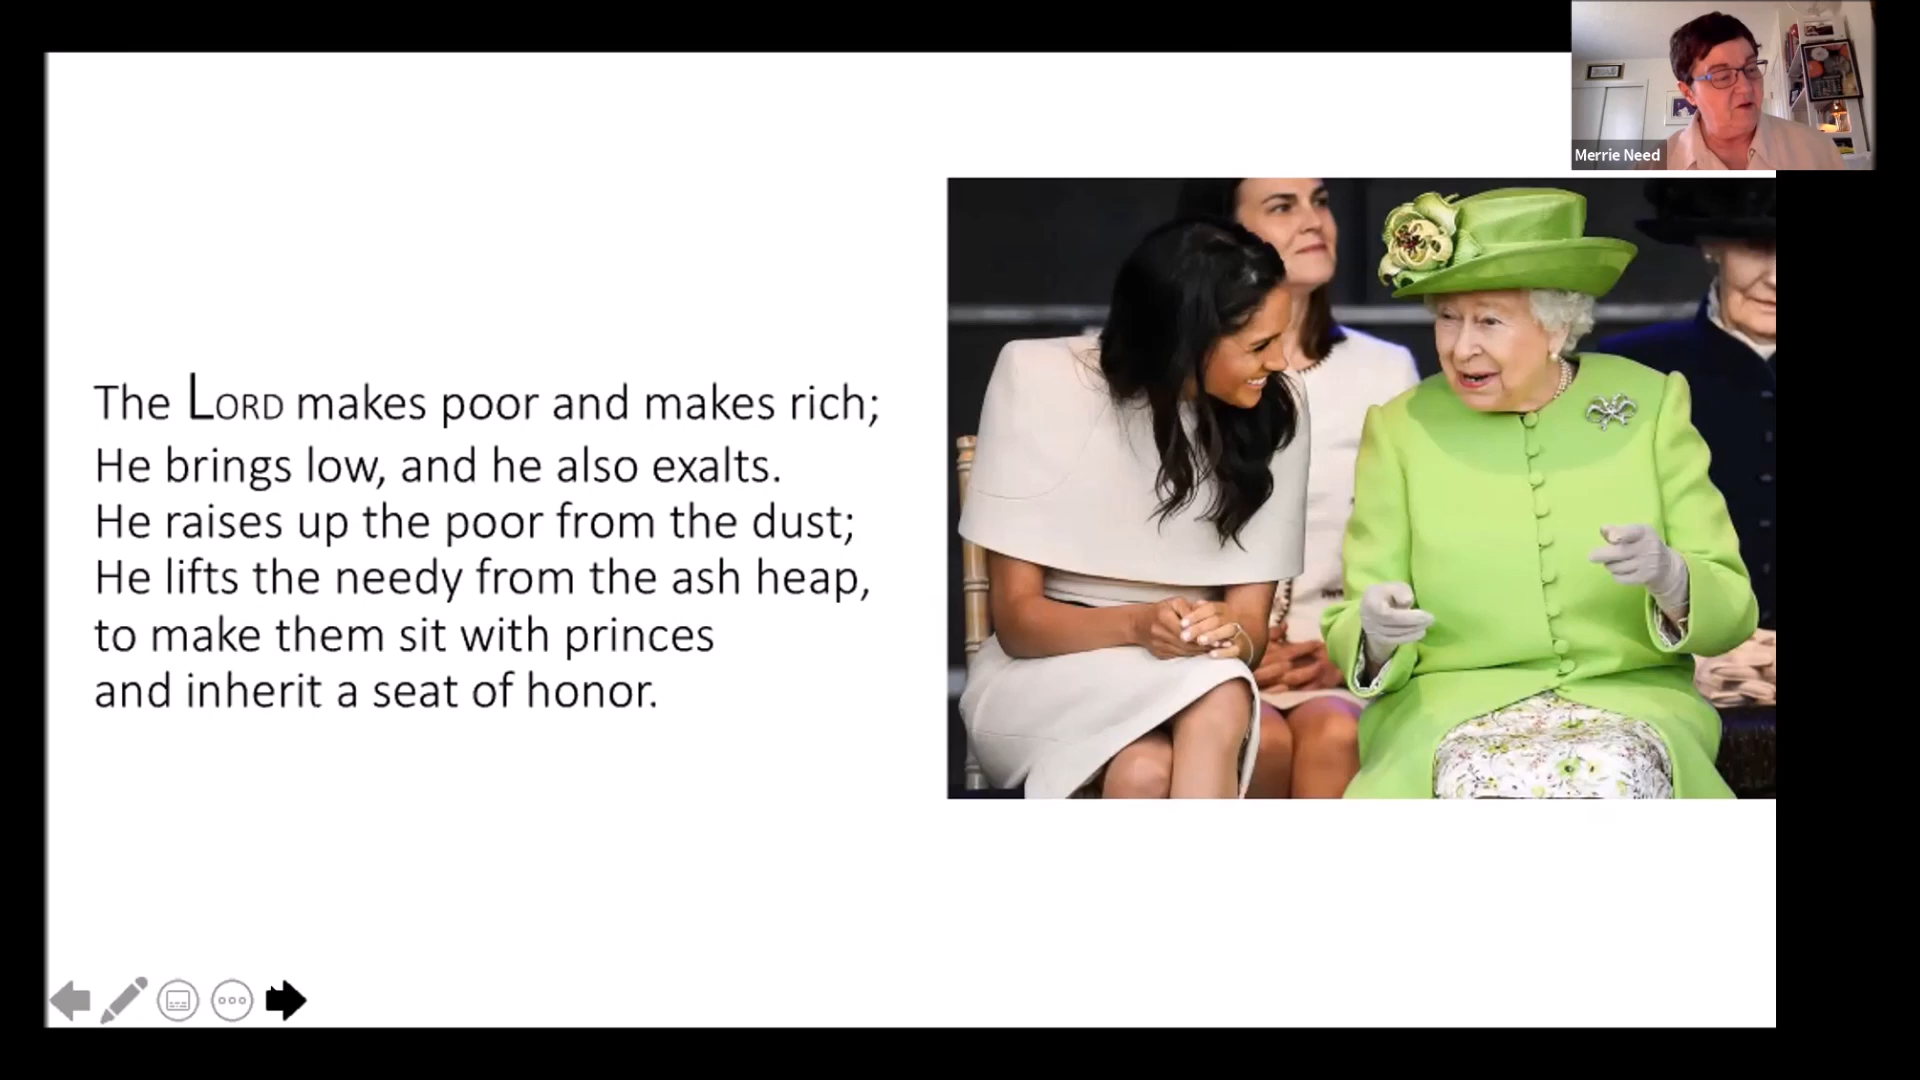 Merrie Need
The LORD makes poor and makes rich;
He brings low, and he also exalts.
He raises up the poor from the dust;
He lifts the needy from the ash heap,
to make them sit with princes
and inherit a seat of honor.